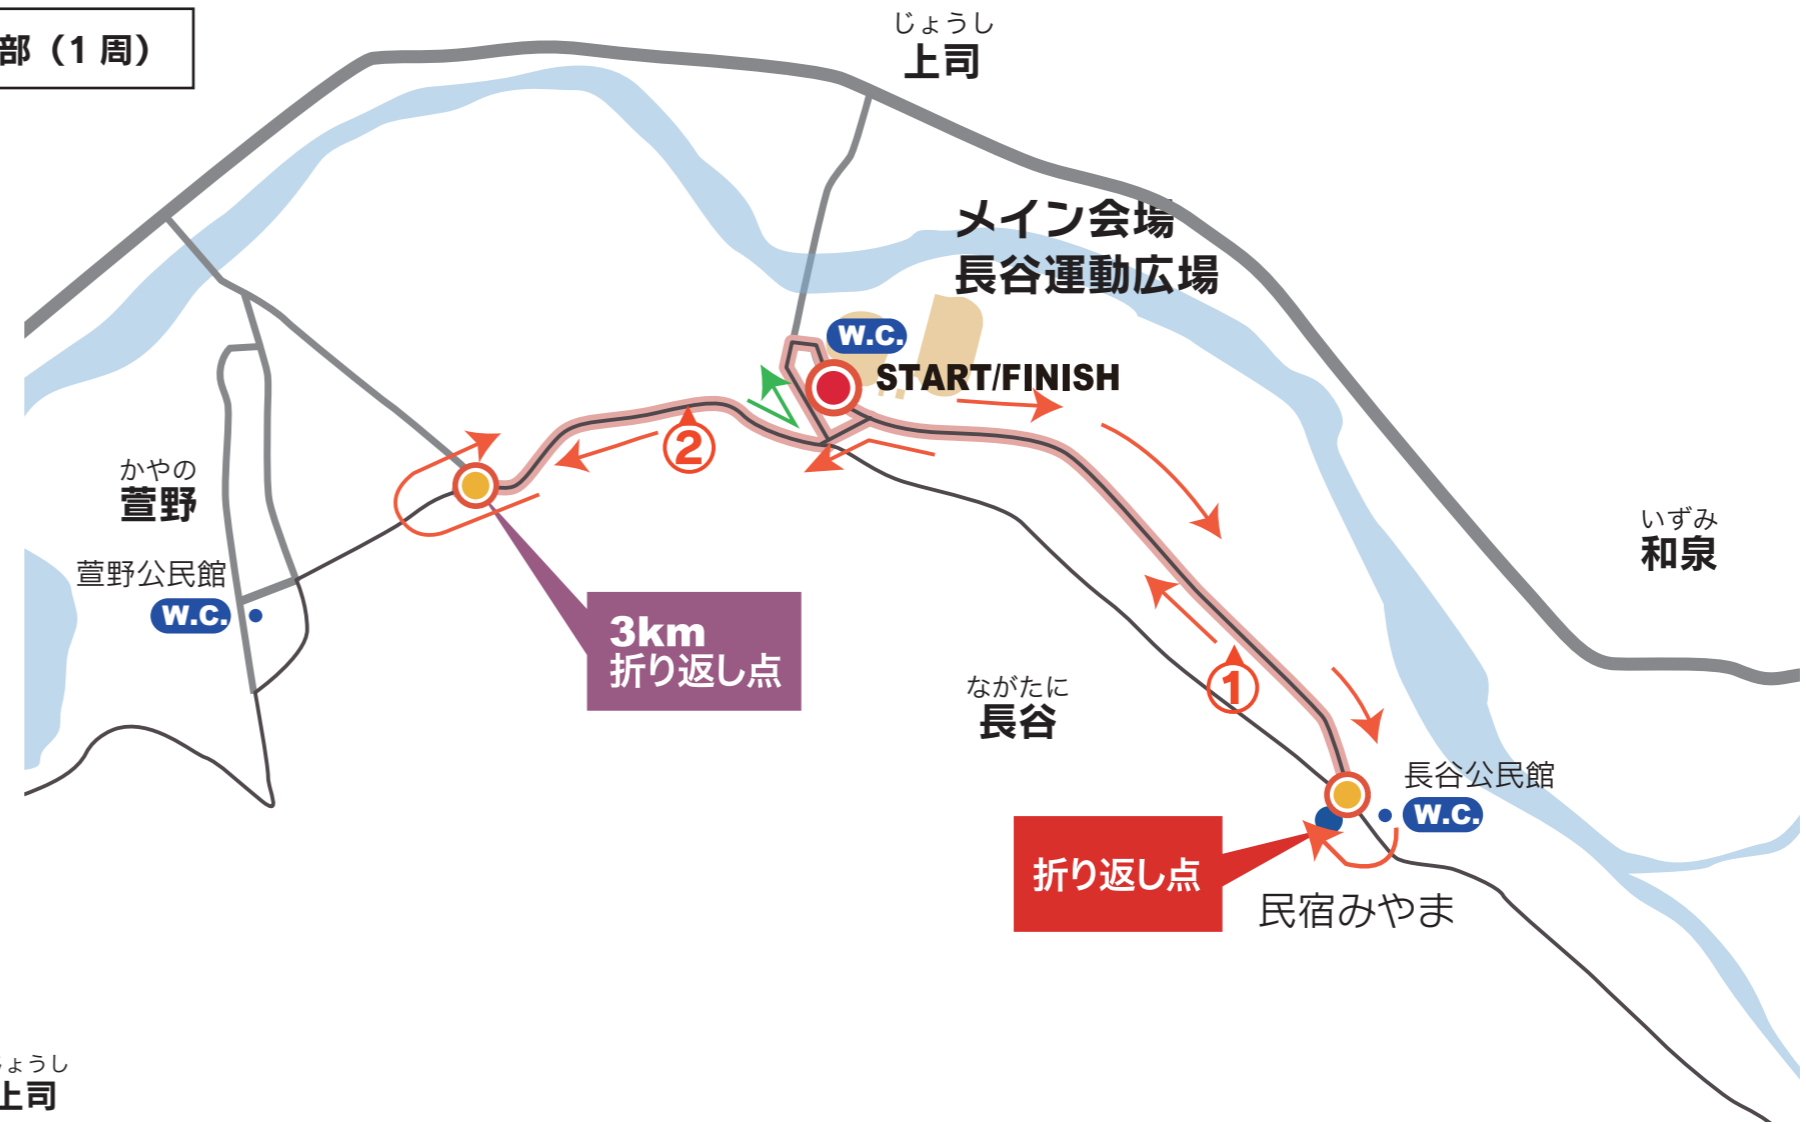 部（1 周）
じょうし
上司
メイン会場
長谷運動広場
W.C.
START/FINISH
2
かやの
萱野
萱野公民館
W.C.
3km
折り返し点
いずみ
和泉
ながたに
長谷
1
長谷公民館
W.C.
折り返し点
民宿みやま
じょうし
上司